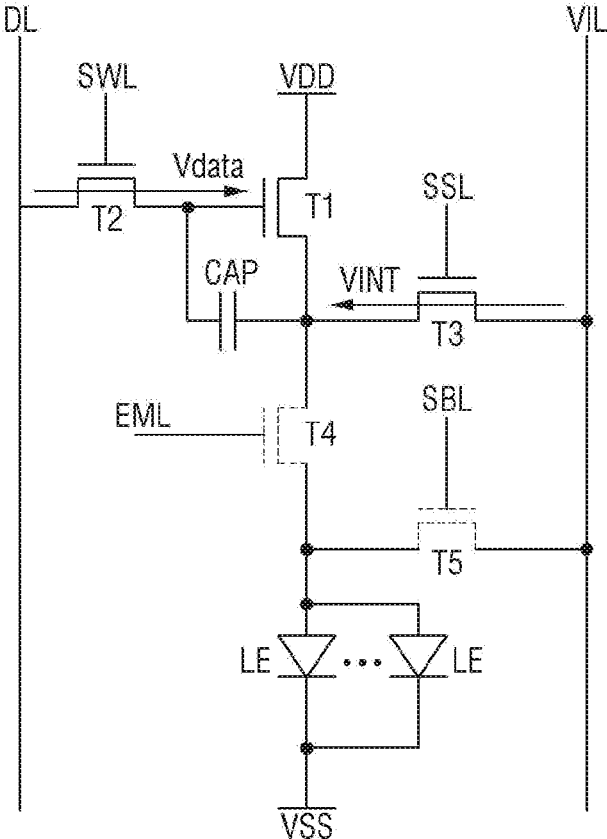 DL
VIL
SWL
VDD
Vdata
T2
T1
SSL
CAP
VINT
T3
EML
T4
SBL
T5
LE
LE
VSS